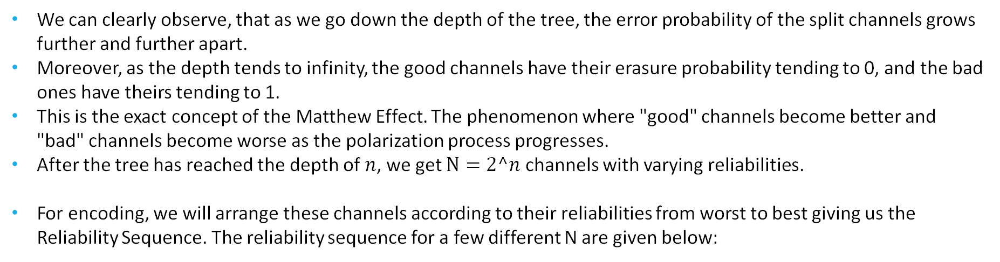 • We can clearly observe, that as we go down the depth of the tree, the error probability of the split channels grows
further and further apart.
• Moreover, as the depth tends to infinity, the good channels have their erasure probability tending to 0, and the bad
ones have theirs tending to 1.
• This is the exact concept of the Matthew Effect. The phenomenon where "good" channels become better and
"bad" channels become worse as the polarization process progresses.
• After the tree has reached the depth of n, we get N = 2^n channels with varying reliabilities.
• For encoding, we will arrange these channels according to their reliabilities from worst to best giving us the
Reliability Sequence. The reliability sequence for a few different N are given below: